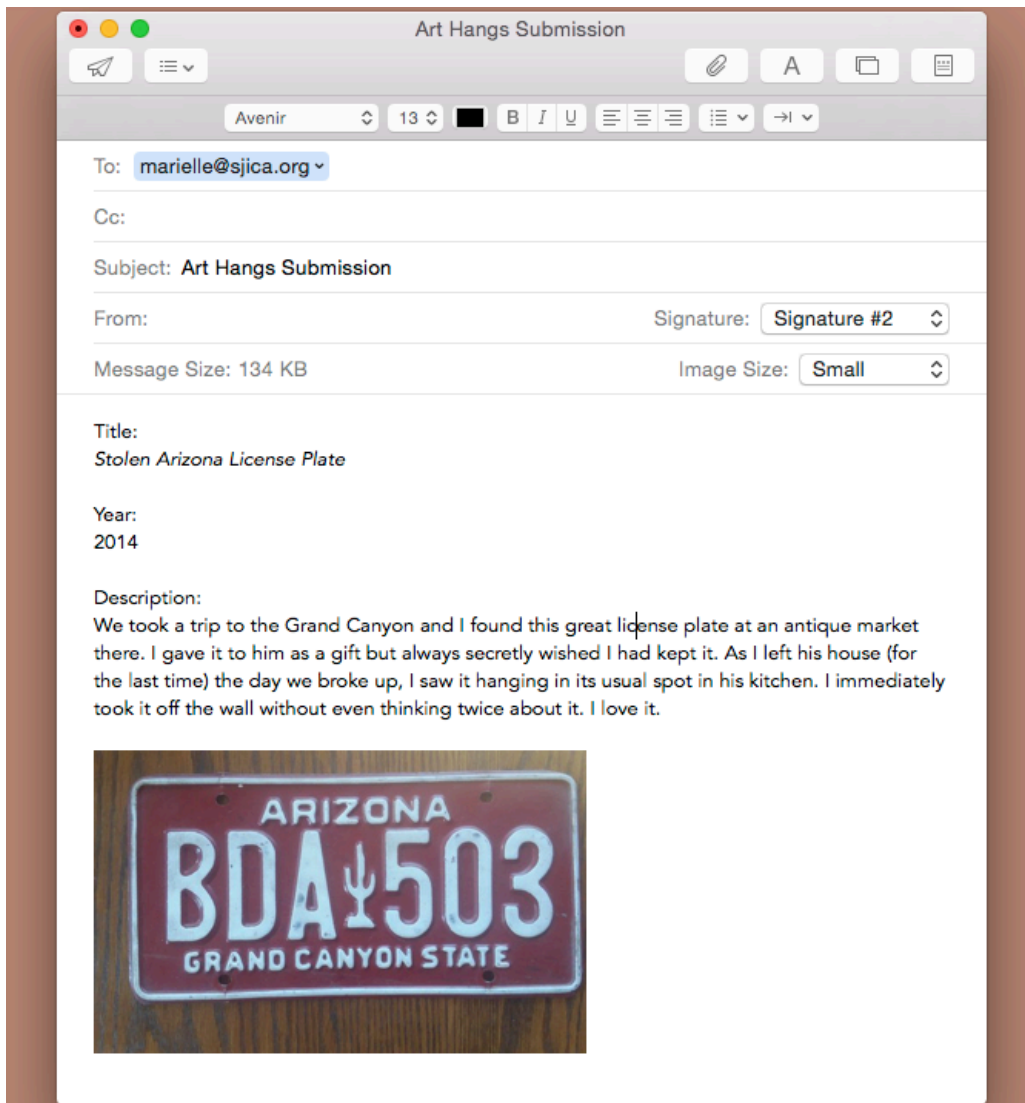 Art Hangs Submission
A
Avenir
13
B I U
To: marielle@sjica.org
Cc:
Subject: Art Hangs Submission
From:
Signature: Signature #2
Message Size: 134 KB
Image Size: Small
Title:
Stolen Arizona License Plate
Year:
2014
Description:
We took a trip to the Grand Canyon and I found this great license plate at an antique market
there. I gave it to him as a gift but always secretly wished I had kept it. As I left his house (for
the last time) the day we broke up, I saw it hanging in its usual spot in his kitchen. I immediately
took it off the wall without even thinking twice about it. I love it.
ARIZONA
BDA 503
GRAND CANYON STATE